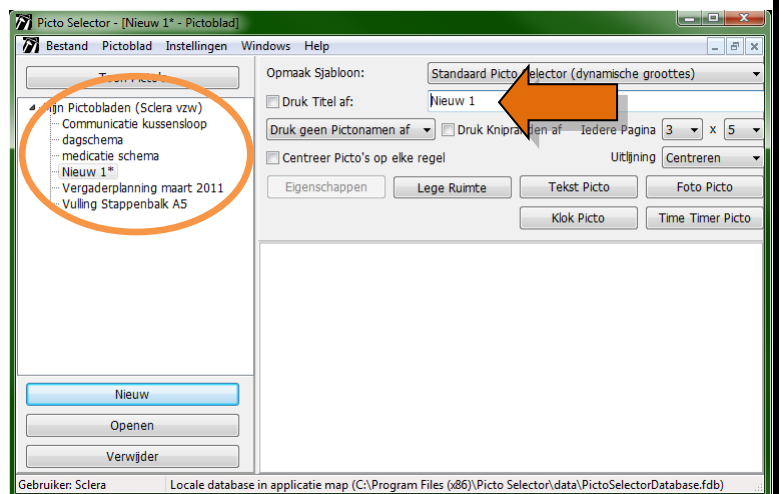 Picto Selector - [Nieuw 1* - Pictoblad]
Bestand Pictoblad Instellingen Windows Help
Opmaak Sjabloon: Standaard Picto Selector (dynamische groottes)
Druk Titel af: Nieuw 1
Druk geen Pictonamen af Druk Knipranden af Iedere Pagina 3 x 5
Centreer Picto's op elke regel Uitlijning Centreren
Eigenschappen Lege Ruimte Tekst Picto Foto Picto
Klok Picto Time Timer Picto
Mijn Pictobladen (Sclera vzw)
Communicatie kussensloop
dagschema
medicatie schema
Nieuw 1*
Vergaderplanning maart 2011
Vulling Stappenbalk A5
Nieuw
Openen
Verwijder
Gebruiker: Sclera Locale database in applicatie map (C:\Program Files (x86)\Picto Selector\data\PictoSelectorDatabase.fdb)